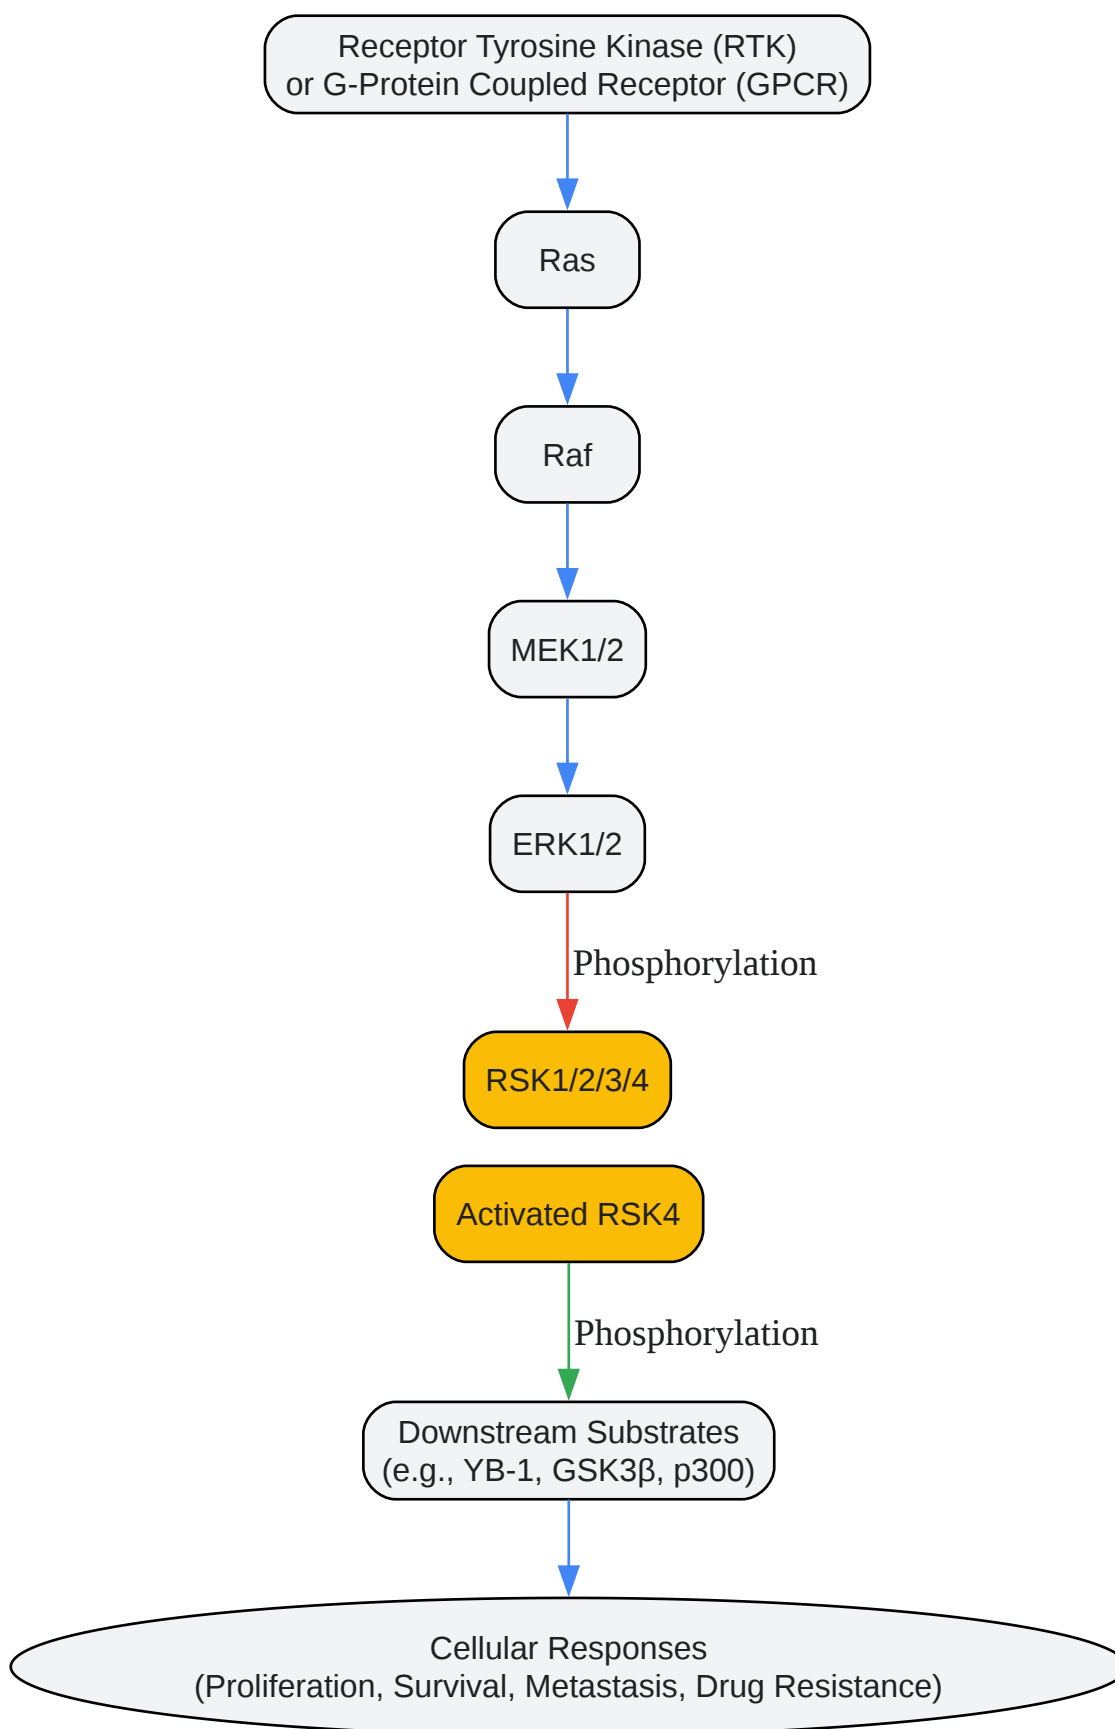 Receptor Tyrosine Kinase (RTK)
or G-Protein Coupled Receptor (GPCR)
Ras
Raf
MEK1/2
ERK1/2
Phosphorylation
RSK1/2/3/4
Activated RSK4
Phosphorylation
Downstream Substrates
(e.g., YB-1, GSK3β, p300)
Cellular Responses
(Proliferation, Survival, Metastasis, Drug Resistance)